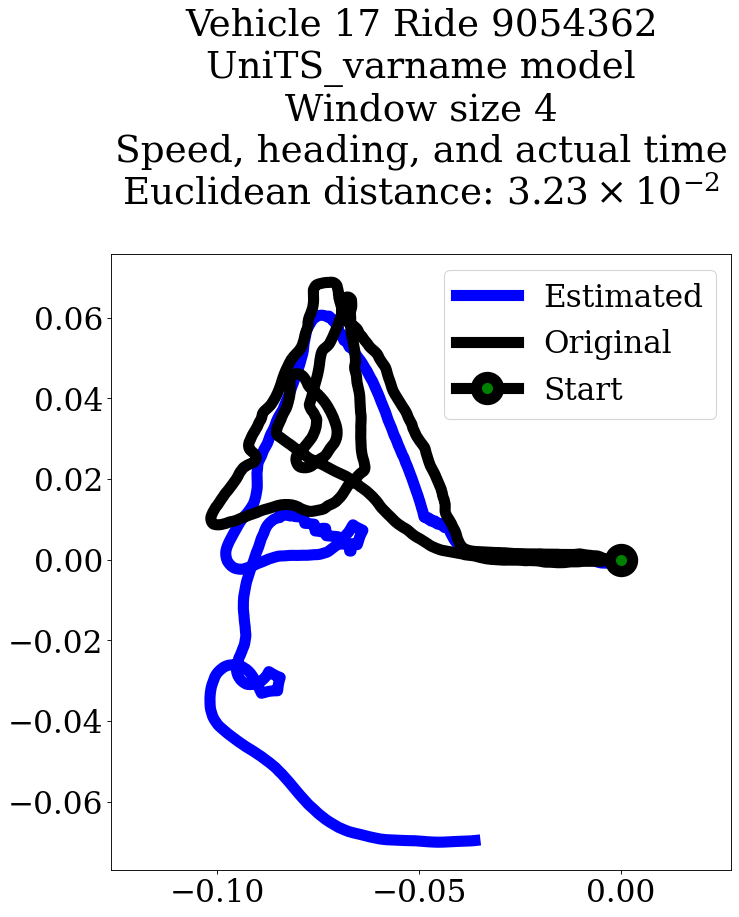 Vehicle 17 Ride 9054362
UniTS_varname model
Window size 4
Speed, heading, and actual time
Euclidean distance: 3.23 × 10⁻²
Estimated
Original
Start
0.06
0.04
0.02
0.00
−0.02
−0.04
−0.06
−0.10
−0.05
0.00